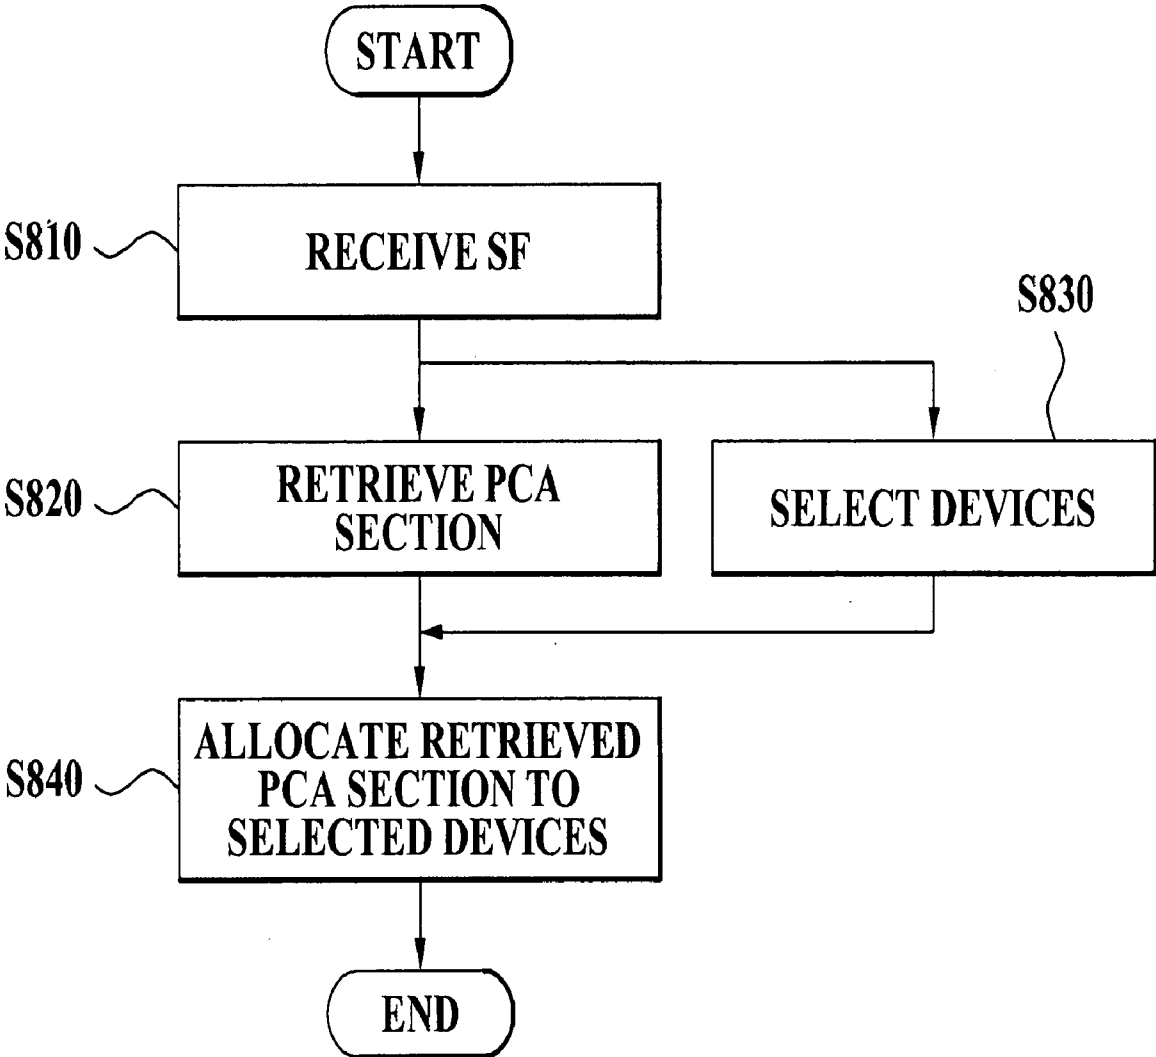 START
S810
RECEIVE SF
S830
S820
RETRIEVE PCA
SECTION
SELECT DEVICES
S840
ALLOCATE RETRIEVED
PCA SECTION TO
SELECTED DEVICES
END